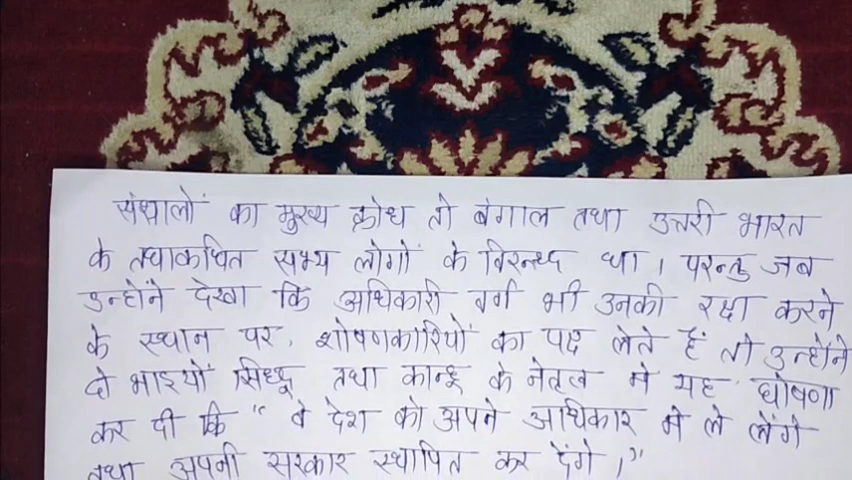 संथालों का मुख्य क्रोध तो बंगाल तथा उत्तरी भारत
के तथाकथित सभ्य लोगों के विरुद्ध था। परन्तु जब
उन्होंने देखा कि अधिकारी वर्ग भी उनकी रक्षा करने
के स्थान पर, शोषणकारियों का पक्ष लेते हैं तो उन्होंने
दो भाइयों सिद्धू तथा कान्हू के नेतृत्व में यह घोषणा
कर दी कि "वे देश को अपने अधिकार में ले लेंगे
तथा अपनी सरकार स्थापित कर देंगे।"